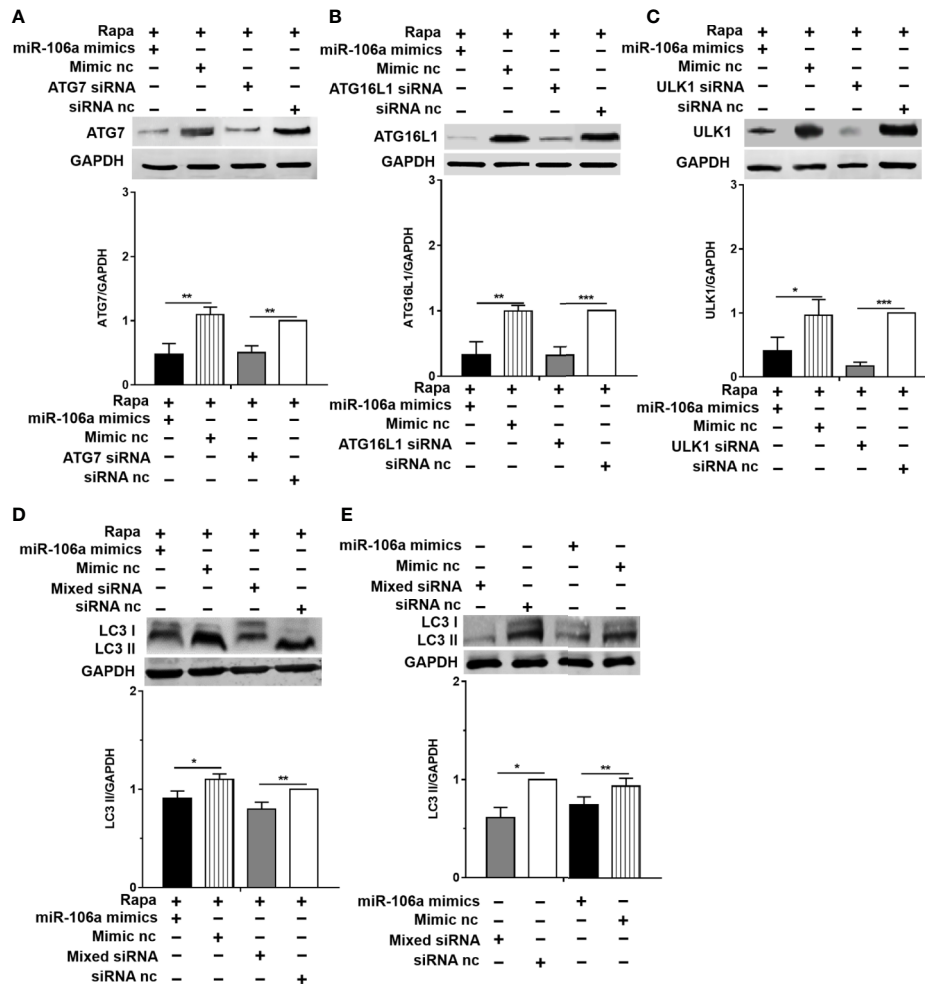 A
Rapa + + + +
miR-106a mimics + – – –
Mimic nc – + – –
ATG7 siRNA – – + –
siRNA nc – – – +
ATG7
GAPDH
3
2
1
0
ATG7/GAPDH
** **
Rapa + + + +
miR-106a mimics + – – –
Mimic nc – + – –
ATG7 siRNA – – + –
siRNA nc – – – +
B
Rapa + + + +
miR-106a mimics + – – –
Mimic nc – + – –
ATG16L1 siRNA – – + –
siRNA nc – – – +
ATG16L1
GAPDH
3
2
1
0
ATG16L1/GAPDH
** ***
Rapa + + + +
miR-106a mimics + – – –
Mimic nc – + – –
ATG16L1 siRNA – – + –
siRNA nc – – – +
C
Rapa + + + +
miR-106a mimics + – – –
Mimic nc – + – –
ULK1 siRNA – – + –
siRNA nc – – – +
ULK1
GAPDH
3
2
1
0
ULK1/GAPDH
* ***
Rapa + + + +
miR-106a mimics + – – –
Mimic nc – + – –
ULK1 siRNA – – + –
siRNA nc – – – +
D
Rapa + + + +
miR-106a mimics + – – –
Mimic nc – + – –
Mixed siRNA – – + –
siRNA nc – – – +
LC3 I
LC3 II
GAPDH
2
1
0
LC3 II/GAPDH
* **
Rapa + + + +
miR-106a mimics + – – –
Mimic nc – + – –
Mixed siRNA – – + –
siRNA nc – – – +
E
miR-106a mimics – – + –
Mimic nc – – – +
Mixed siRNA + – – –
siRNA nc – + – –
LC3 I
LC3 II
GAPDH
2
1
0
LC3 II/GAPDH
* **
miR-106a mimics – – + –
Mimic nc – – – +
Mixed siRNA + – – –
siRNA nc – + – –